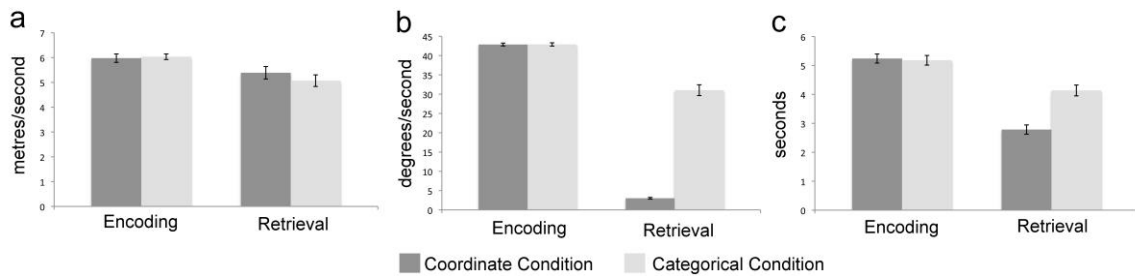 a
metres/second
7
6
5
4
3
2
1
0
Encoding
Retrieval
b
degrees/second
45
40
35
30
25
20
15
10
5
0
Encoding
Retrieval
c
seconds
6
5
4
3
2
1
0
Encoding
Retrieval
Coordinate Condition
Categorical Condition